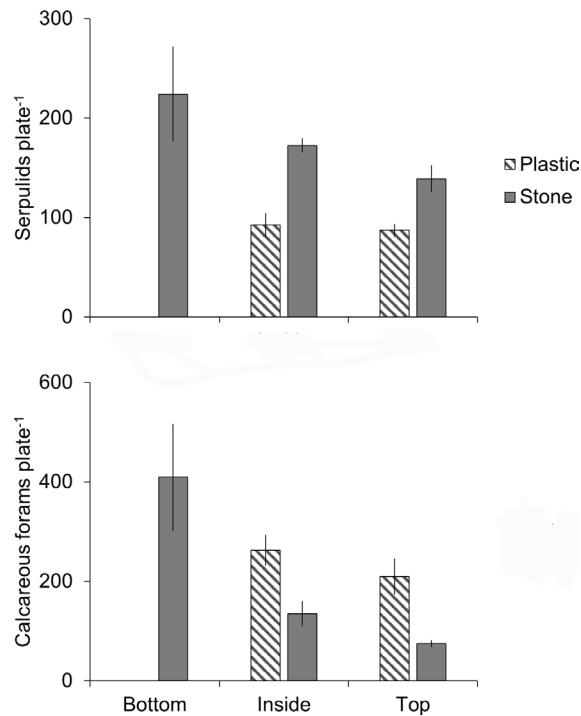 300
200
100
0
Serpulids plate⁻¹
Plastic
Stone
600
400
200
0
Calcareous forams plate⁻¹
Bottom Inside Top